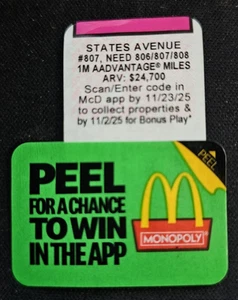 STATES AVENUE
#807, NEED 806/807/808
1M AADVANTAGE® MILES
ARV: $24,700
Scan/Enter code in
McD app by 11/23/25
to collect properties &
by 11/2/25 for Bonus Play*
PEEL
PEEL
FOR A CHANCE
TO WIN
IN THE APP
MONOPOLY